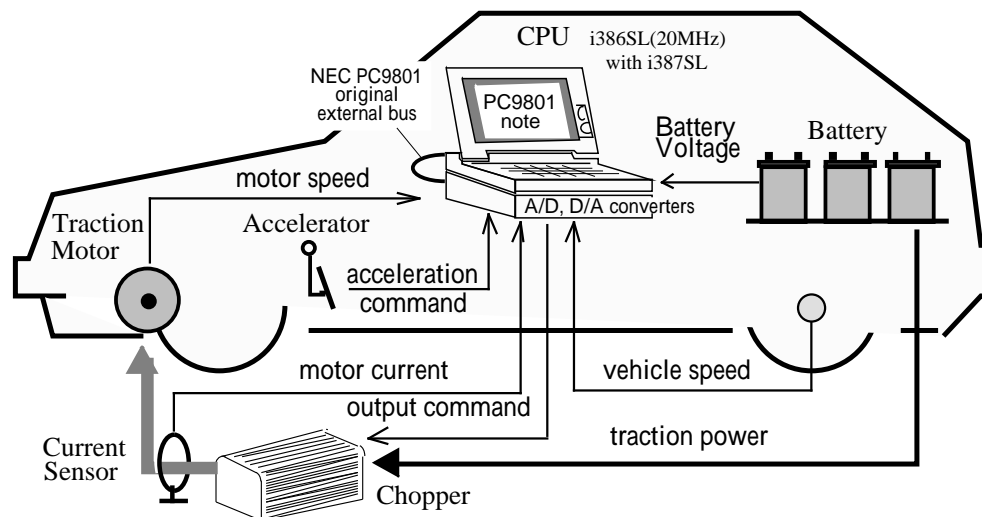 CPU i386SL(20MHz)
with i387SL
NEC PC9801
original
external bus
PC9801
note
Battery
Voltage
Battery
motor speed
A/D, D/A converters
Traction
Motor
Accelerator
acceleration
command
motor current
vehicle speed
output command
traction power
Current
Sensor
Chopper